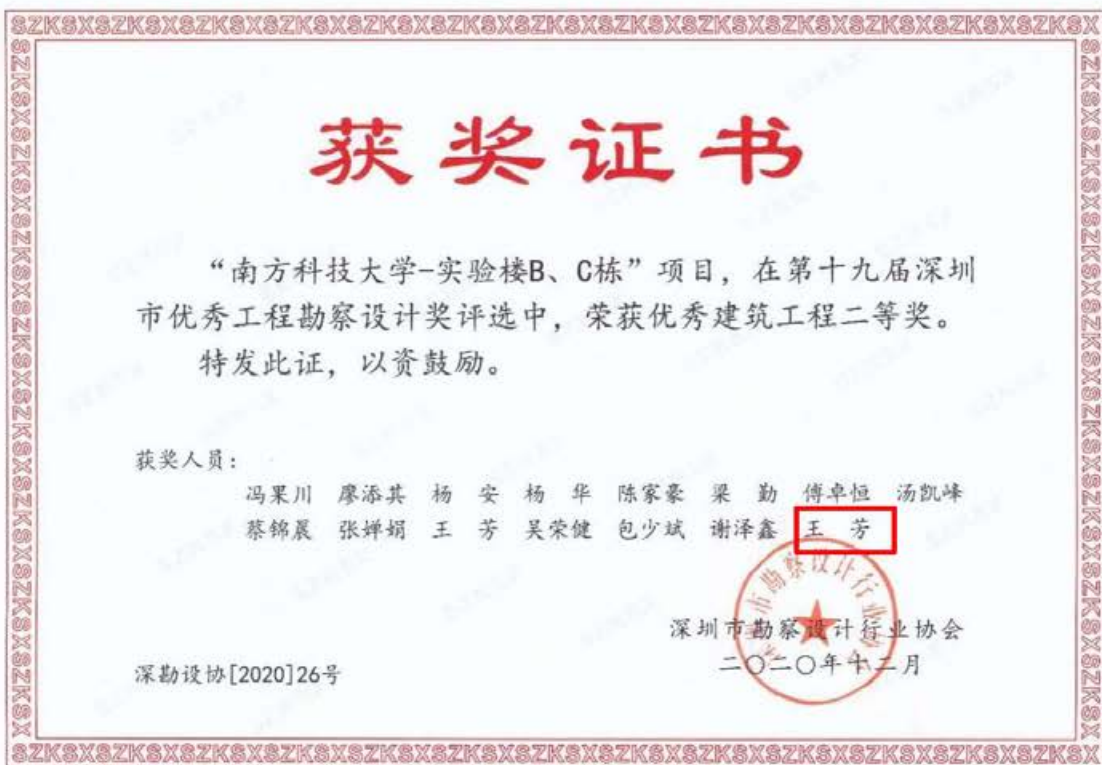 获奖证书
“南方科技大学-实验楼B、C栋”项目，在第十九届深圳
市优秀工程勘察设计奖评选中，荣获优秀建筑工程二等奖。
特发此证，以资鼓励。
获奖人员：
冯果川 廖添其 杨 安 杨 华 陈家豪 梁 勤 傅卓恒 汤凯峰
蔡锦晨 张婵娟 王 芳 吴荣健 包少斌 谢泽鑫 王 芳
深圳市勘察设计行业协会
二〇二〇年十二月
深勘设协[2020]26号